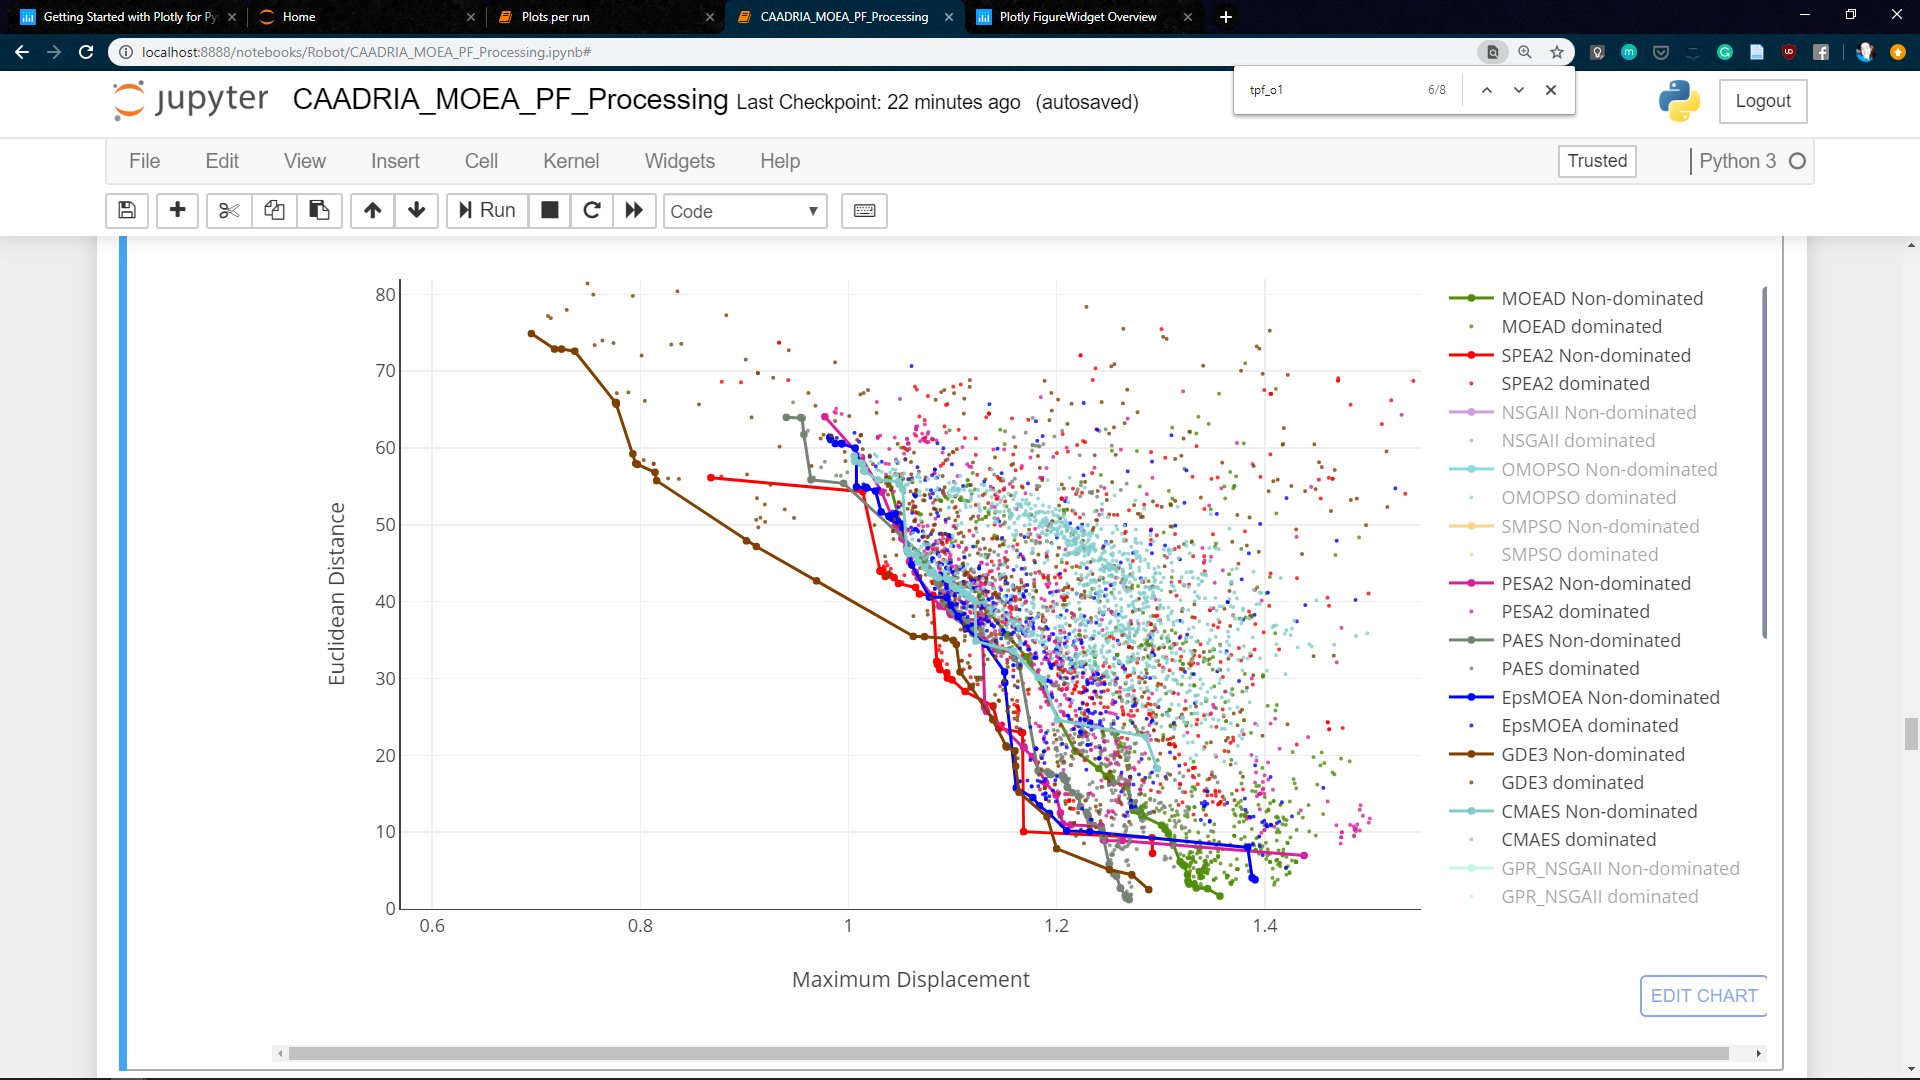 Getting Started with Plotly for Py
Home
Plots per run
CAADRIA_MOEA_PF_Processing
Plotly FigureWidget Overview
localhost:8888/notebooks/Robot/CAADRIA_MOEA_PF_Processing.ipynb#
tpf_o1 6/8
jupyter CAADRIA_MOEA_PF_Processing Last Checkpoint: 22 minutes ago (autosaved)
Logout
File Edit View Insert Cell Kernel Widgets Help
Trusted
Python 3
Run
Code
80
70
60
50
40
30
20
10
0
0.6 0.8 1 1.2 1.4
Euclidean Distance
Maximum Displacement
MOEAD Non-dominated
MOEAD dominated
SPEA2 Non-dominated
SPEA2 dominated
NSGAII Non-dominated
NSGAII dominated
OMOPSO Non-dominated
OMOPSO dominated
SMPSO Non-dominated
SMPSO dominated
PESA2 Non-dominated
PESA2 dominated
PAES Non-dominated
PAES dominated
EpsMOEA Non-dominated
EpsMOEA dominated
GDE3 Non-dominated
GDE3 dominated
CMAES Non-dominated
CMAES dominated
GPR_NSGAII Non-dominated
GPR_NSGAII dominated
EDIT CHART